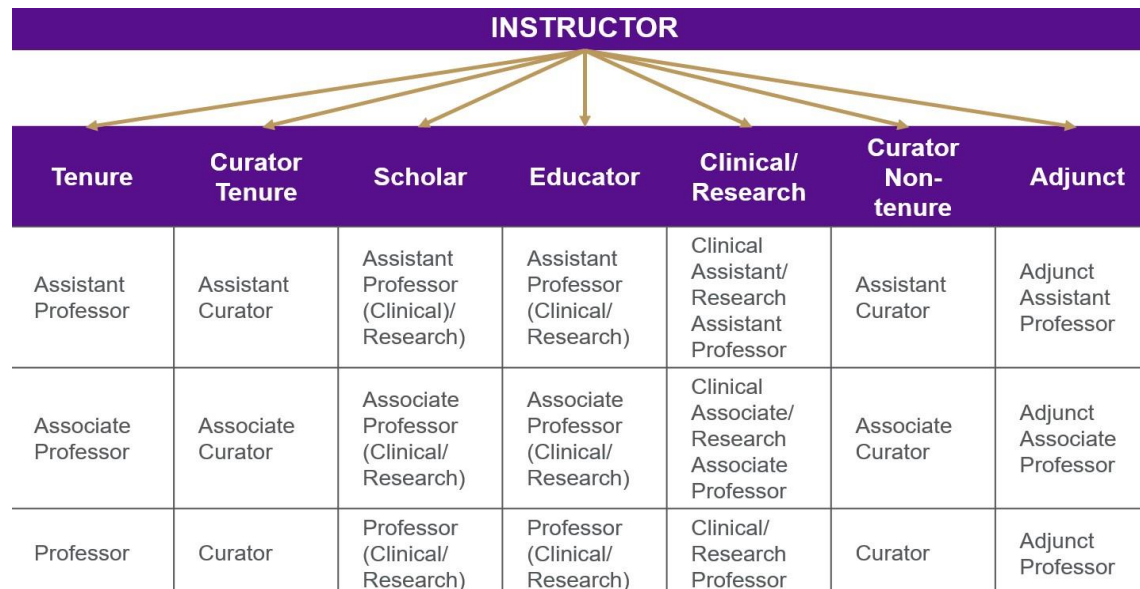 INSTRUCTOR
Tenure
Curator
Tenure
Scholar
Educator
Clinical/
Research
Curator
Non-
tenure
Adjunct
Assistant
Professor
Assistant
Curator
Assistant
Professor
(Clinical)/
Research)
Assistant
Professor
(Clinical/
Research)
Clinical
Assistant/
Research
Assistant
Professor
Assistant
Curator
Adjunct
Assistant
Professor
Associate
Professor
Associate
Curator
Associate
Professor
(Clinical/
Research)
Associate
Professor
(Clinical/
Research)
Clinical
Associate/
Research
Associate
Professor
Associate
Curator
Adjunct
Associate
Professor
Professor
Curator
Professor
(Clinical/
Research)
Professor
(Clinical/
Research)
Clinical/
Research
Professor
Curator
Adjunct
Professor